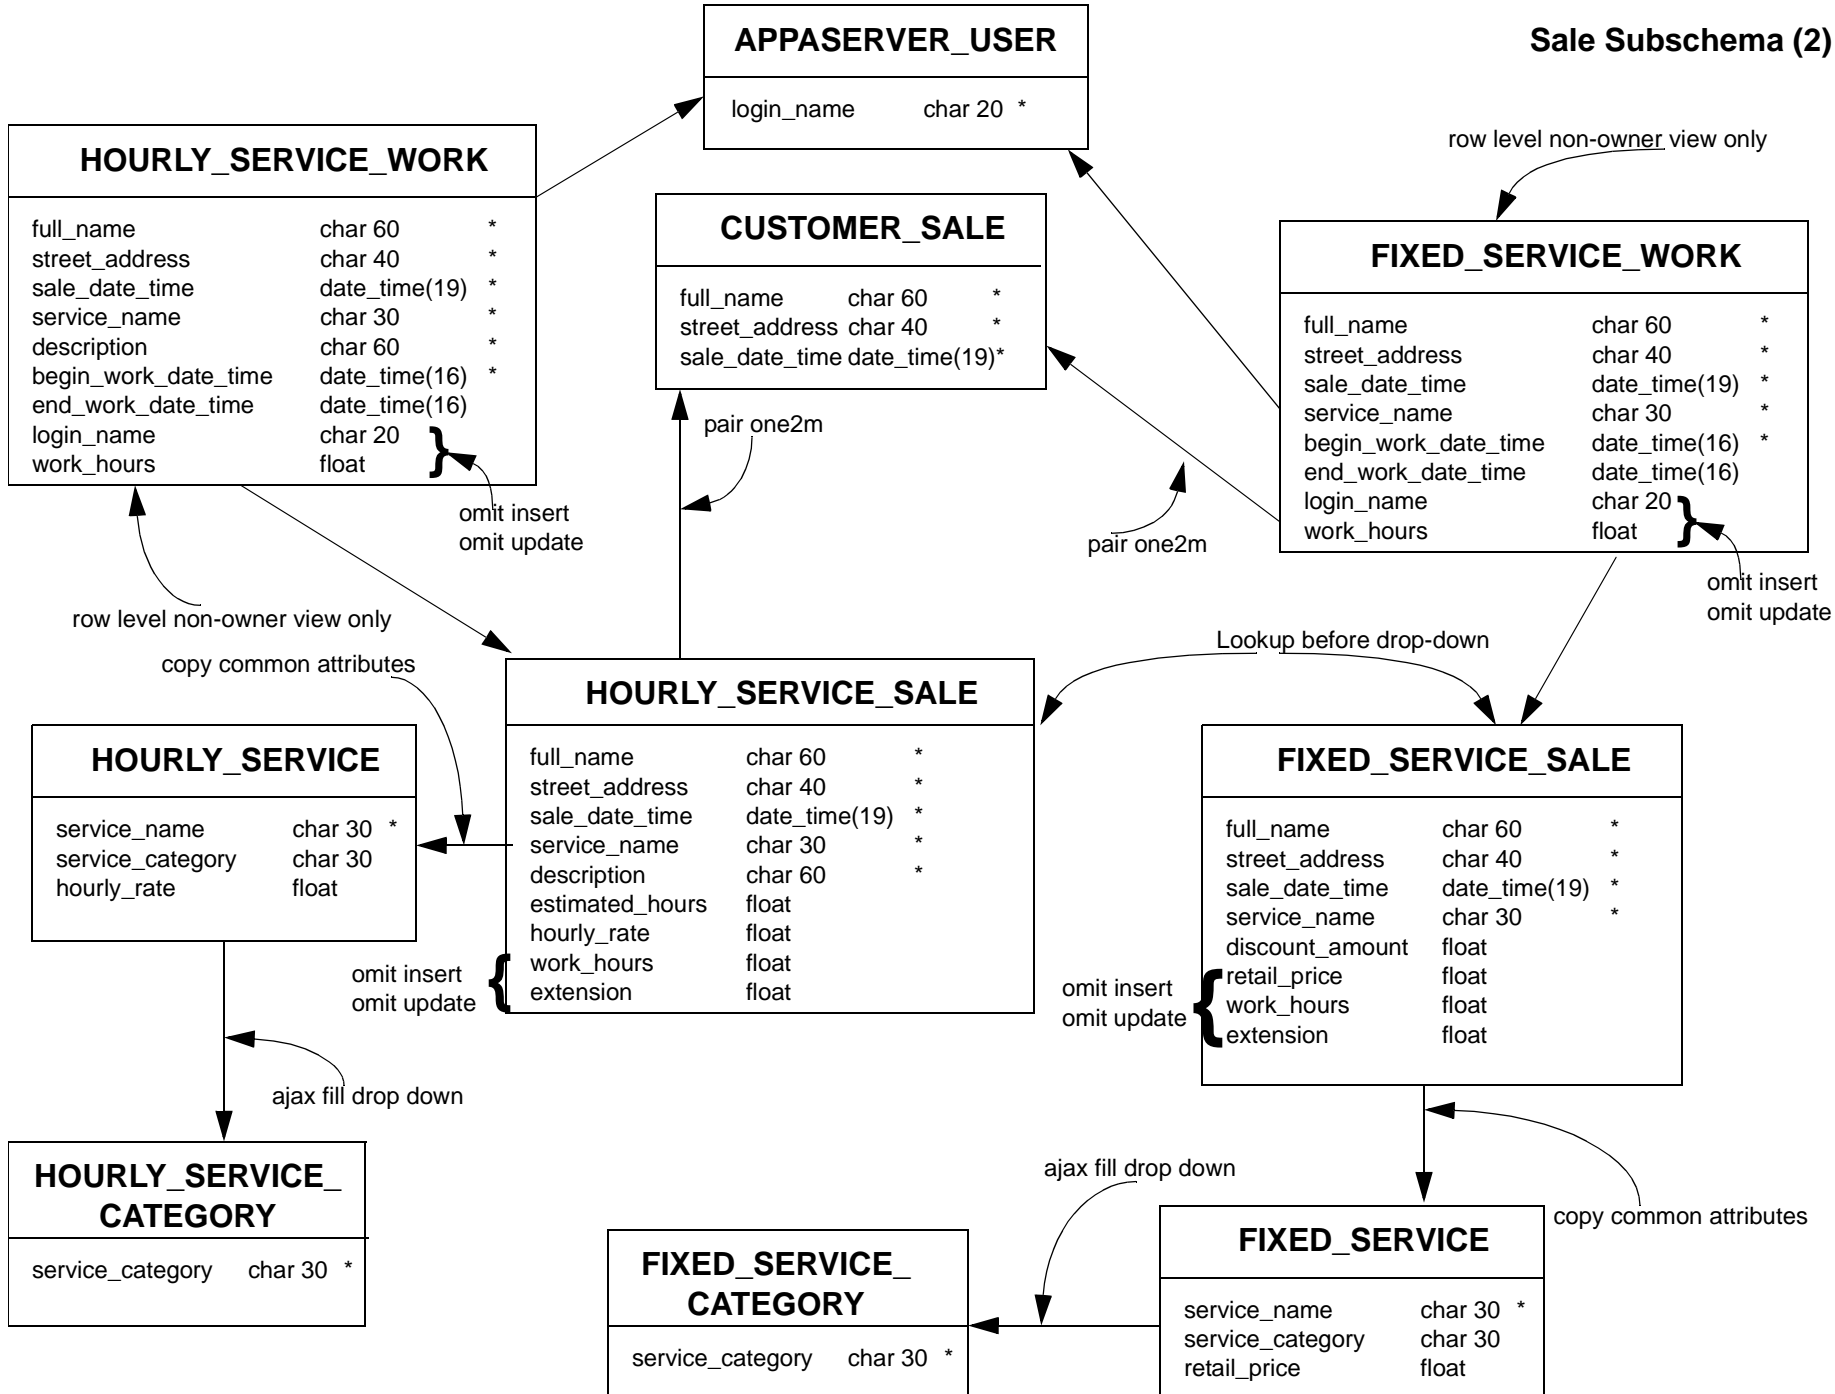 Sale Subschema (2)
APPASERVER_USER
login_name char 20 *
HOURLY_SERVICE_WORK
full_name char 60 *
street_address char 40 *
sale_date_time date_time(19) *
service_name char 30 *
description char 60 *
begin_work_date_time date_time(16) *
end_work_date_time date_time(16)
login_name char 20
work_hours float
}
omit insert
omit update
row level non-owner view only
CUSTOMER_SALE
full_name char 60 *
street_address char 40 *
sale_date_time date_time(19)*
pair one2m
row level non-owner view only
FIXED_SERVICE_WORK
full_name char 60 *
street_address char 40 *
sale_date_time date_time(19) *
service_name char 30 *
begin_work_date_time date_time(16) *
end_work_date_time date_time(16)
login_name char 20
work_hours float
}
omit insert
omit update
pair one2m
Lookup before drop-down
copy common attributes
HOURLY_SERVICE_SALE
full_name char 60 *
street_address char 40 *
sale_date_time date_time(19) *
service_name char 30 *
description char 60 *
estimated_hours float
hourly_rate float
work_hours float
extension float
{
omit insert
omit update
HOURLY_SERVICE
service_name char 30 *
service_category char 30
hourly_rate float
ajax fill drop down
HOURLY_SERVICE_
CATEGORY
service_category char 30 *
FIXED_SERVICE_SALE
full_name char 60 *
street_address char 40 *
sale_date_time date_time(19) *
service_name char 30 *
discount_amount float
retail_price float
work_hours float
extension float
{
omit insert
omit update
copy common attributes
ajax fill drop down
FIXED_SERVICE_
CATEGORY
service_category char 30 *
FIXED_SERVICE
service_name char 30 *
service_category char 30
retail_price float